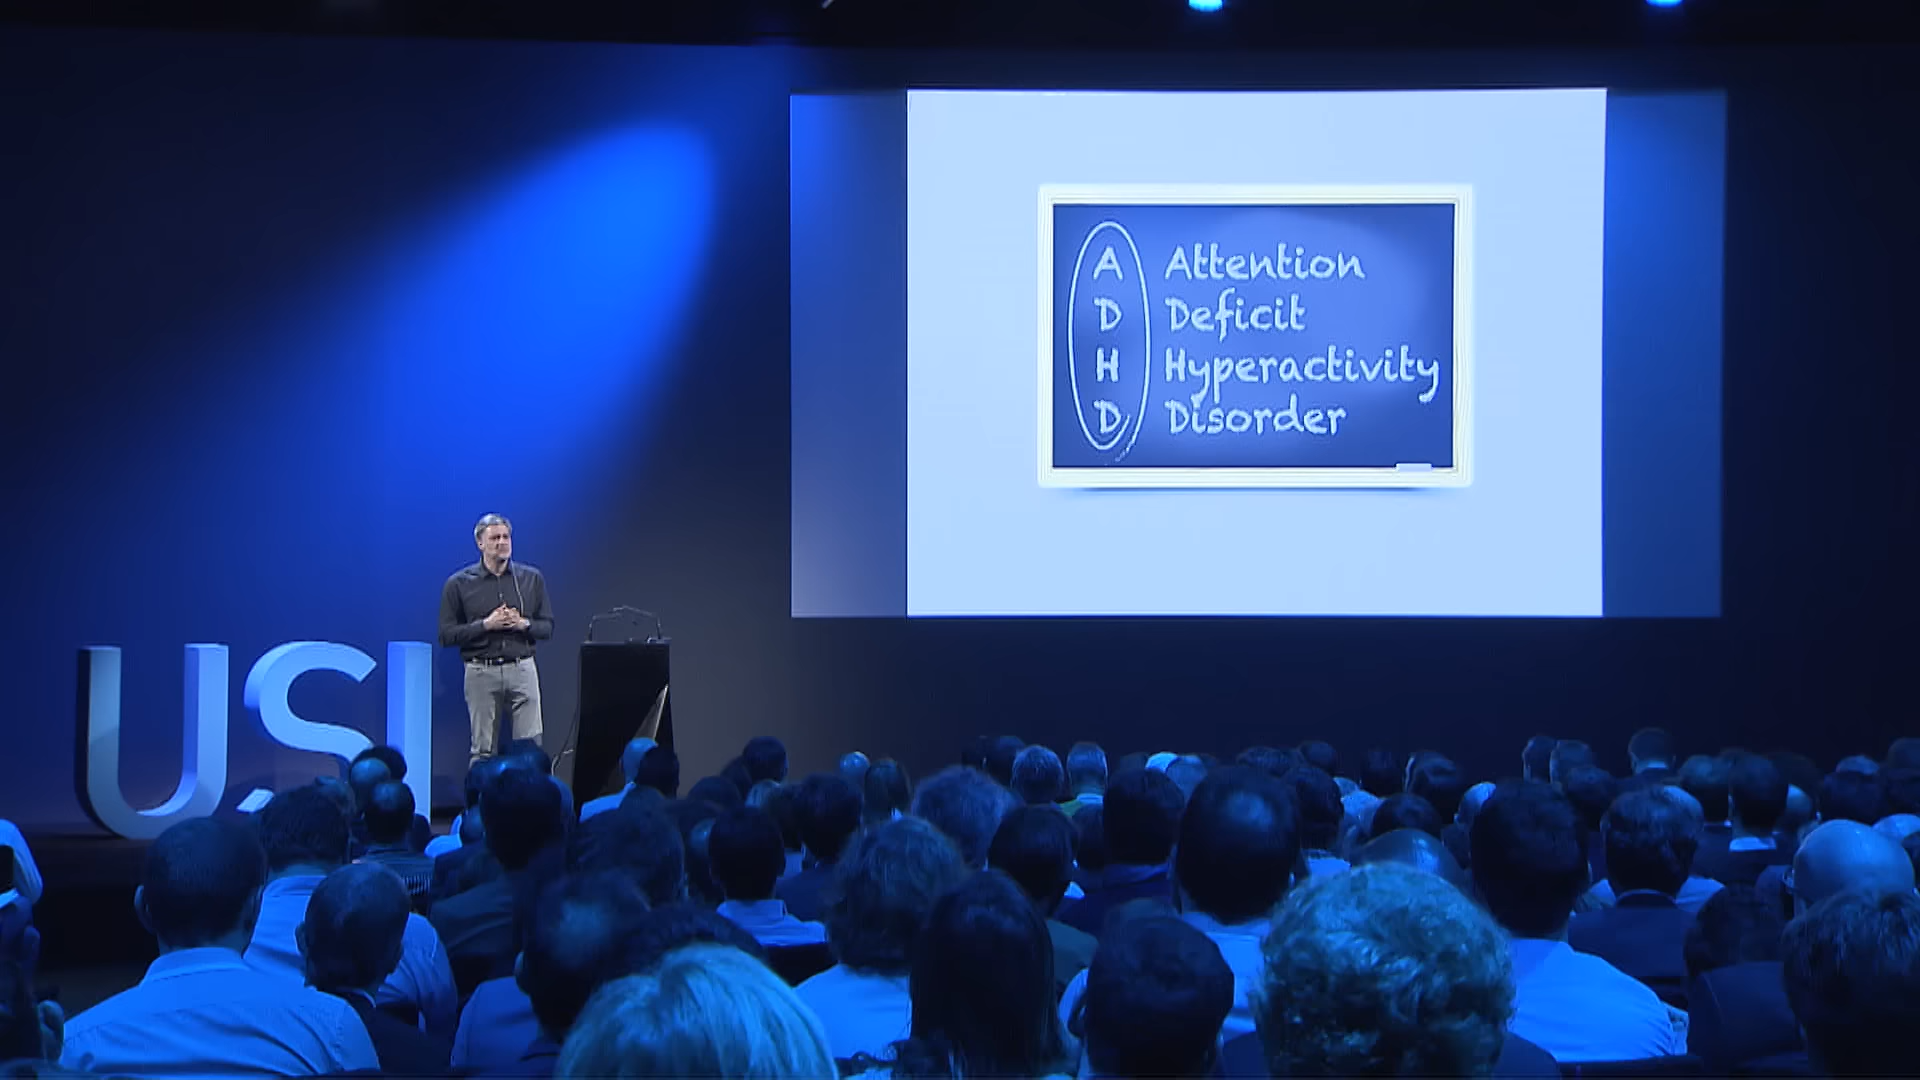 A Attention
D Deficit
H Hyperactivity
D Disorder
USI